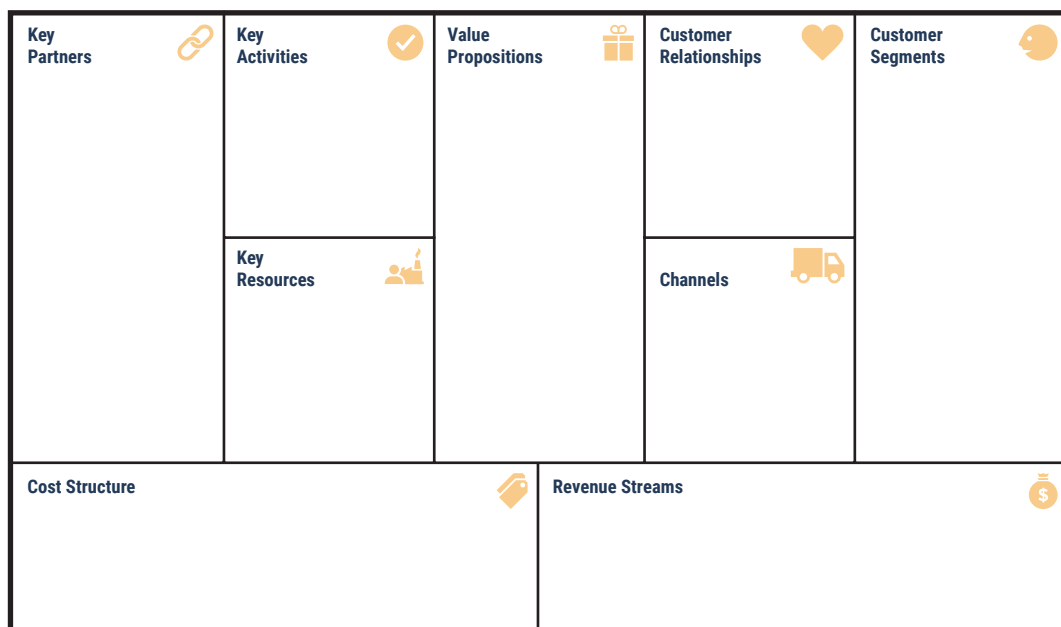 Key
Partners
Key
Activities
Value
Propositions
Customer
Relationships
Customer
Segments
Key
Resources
Channels
Cost Structure
Revenue Streams
$